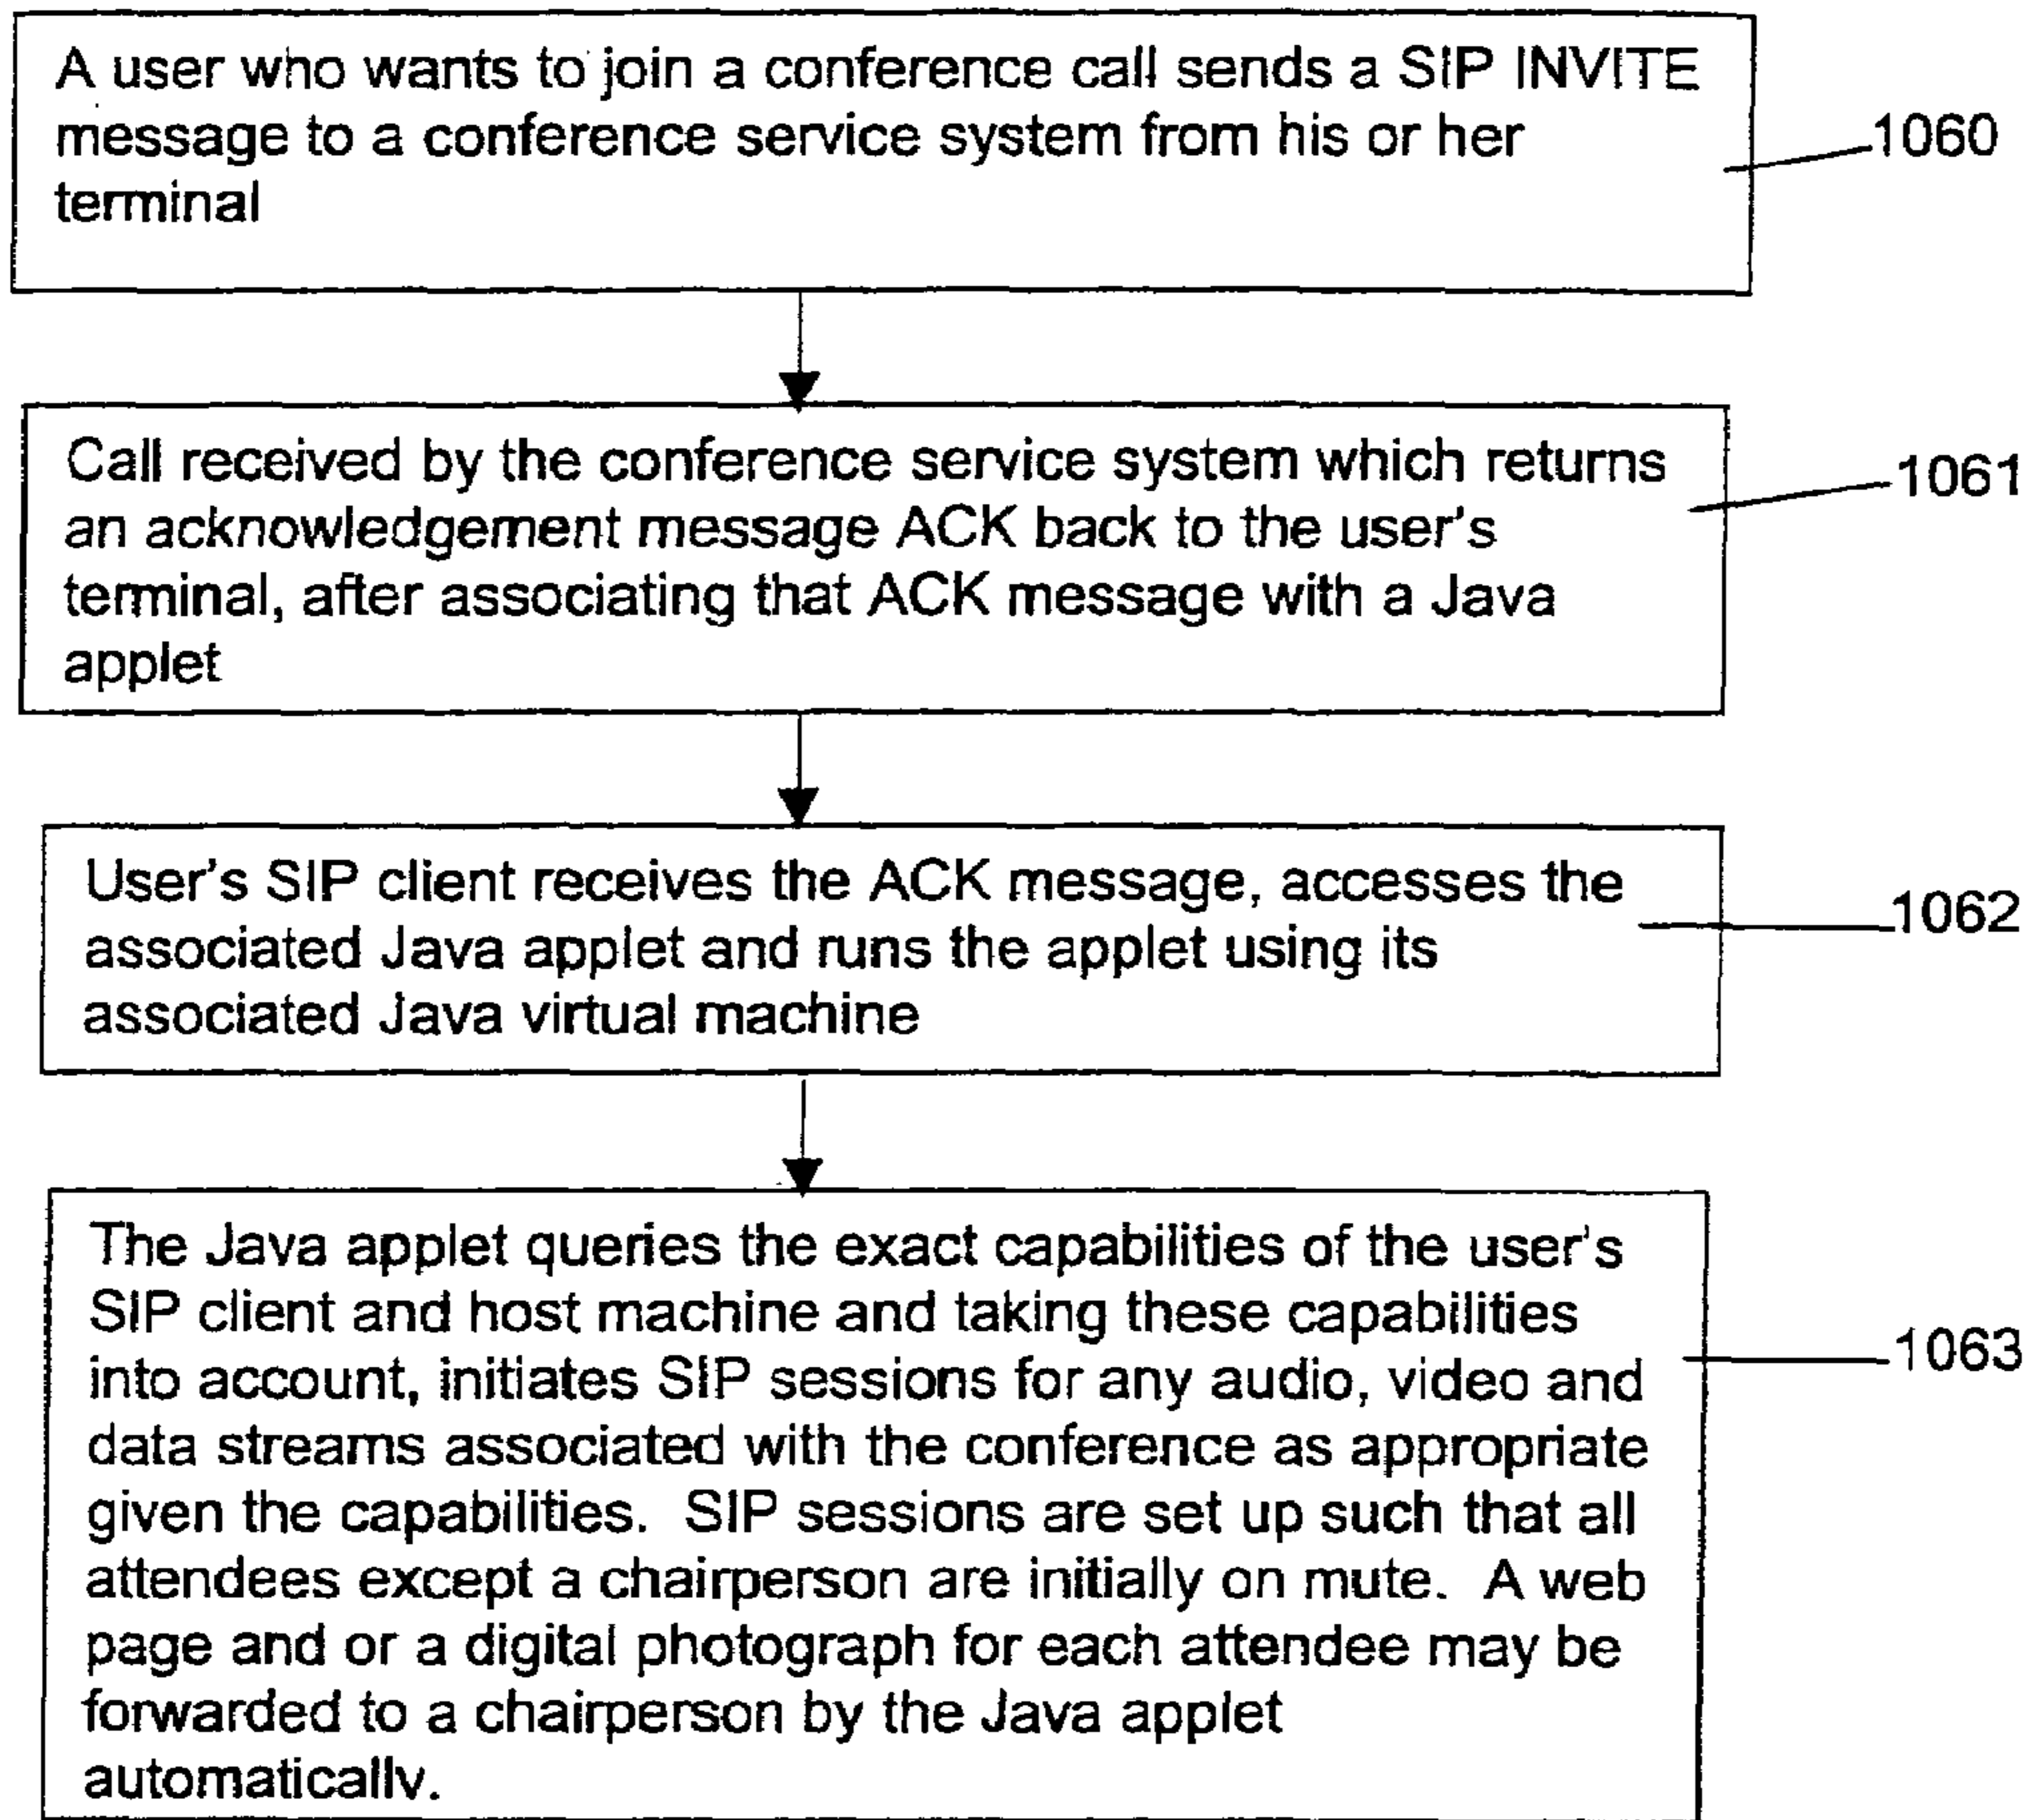 A user who wants to join a conference call sends a SIP INVITE
message to a conference service system from his or her
terminal
1060
Call received by the conference service system which returns
an acknowledgement message ACK back to the user's
terminal, after associating that ACK message with a Java
applet
1061
User's SIP client receives the ACK message, accesses the
associated Java applet and runs the applet using its
associated Java virtual machine
1062
The Java applet queries the exact capabilities of the user's
SIP client and host machine and taking these capabilities
into account, initiates SIP sessions for any audio, video and
data streams associated with the conference as appropriate
given the capabilities.  SIP sessions are set up such that all
attendees except a chairperson are initially on mute.  A web
page and or a digital photograph for each attendee may be
forwarded to a chairperson by the Java applet
automatically.
1063